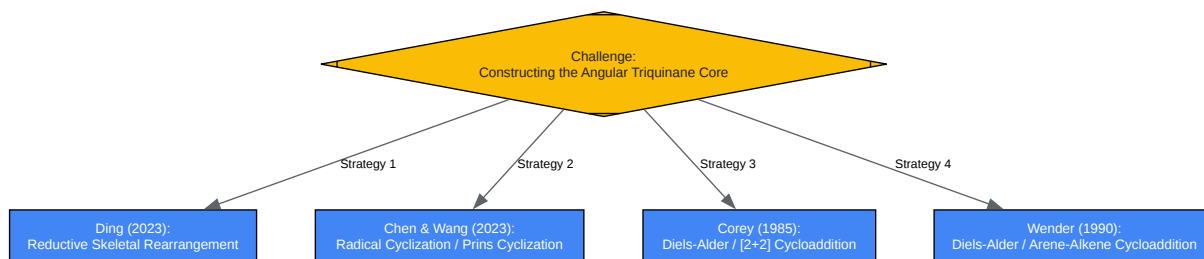 Challenge:
Constructing the Angular Triquinane Core
Strategy 1
Strategy 2
Strategy 3
Strategy 4
Ding (2023):
Reductive Skeletal Rearrangement
Chen & Wang (2023):
Radical Cyclization / Prins Cyclization
Corey (1985):
Diels-Alder / [2+2] Cycloaddition
Wender (1990):
Diels-Alder / Arene-Alkene Cycloaddition